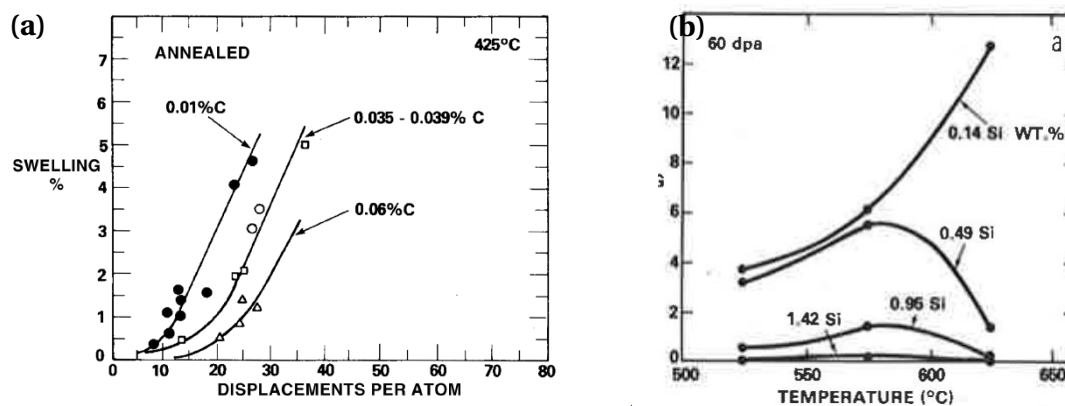 (a)
ANNEALED
425°C
7
6
5
4
3
2
1
0
0.01%C
0.035 - 0.039% C
0.06%C
SWELLING
%
0 10 20 30 40 50 60 70 80
DISPLACEMENTS PER ATOM
(b)
60 dpa
a
12
10
8
6
4
2
0
0.14 Si WT.%
0.49 Si
0.95 Si
1.42 Si
500 550 600 650
TEMPERATURE (°C)